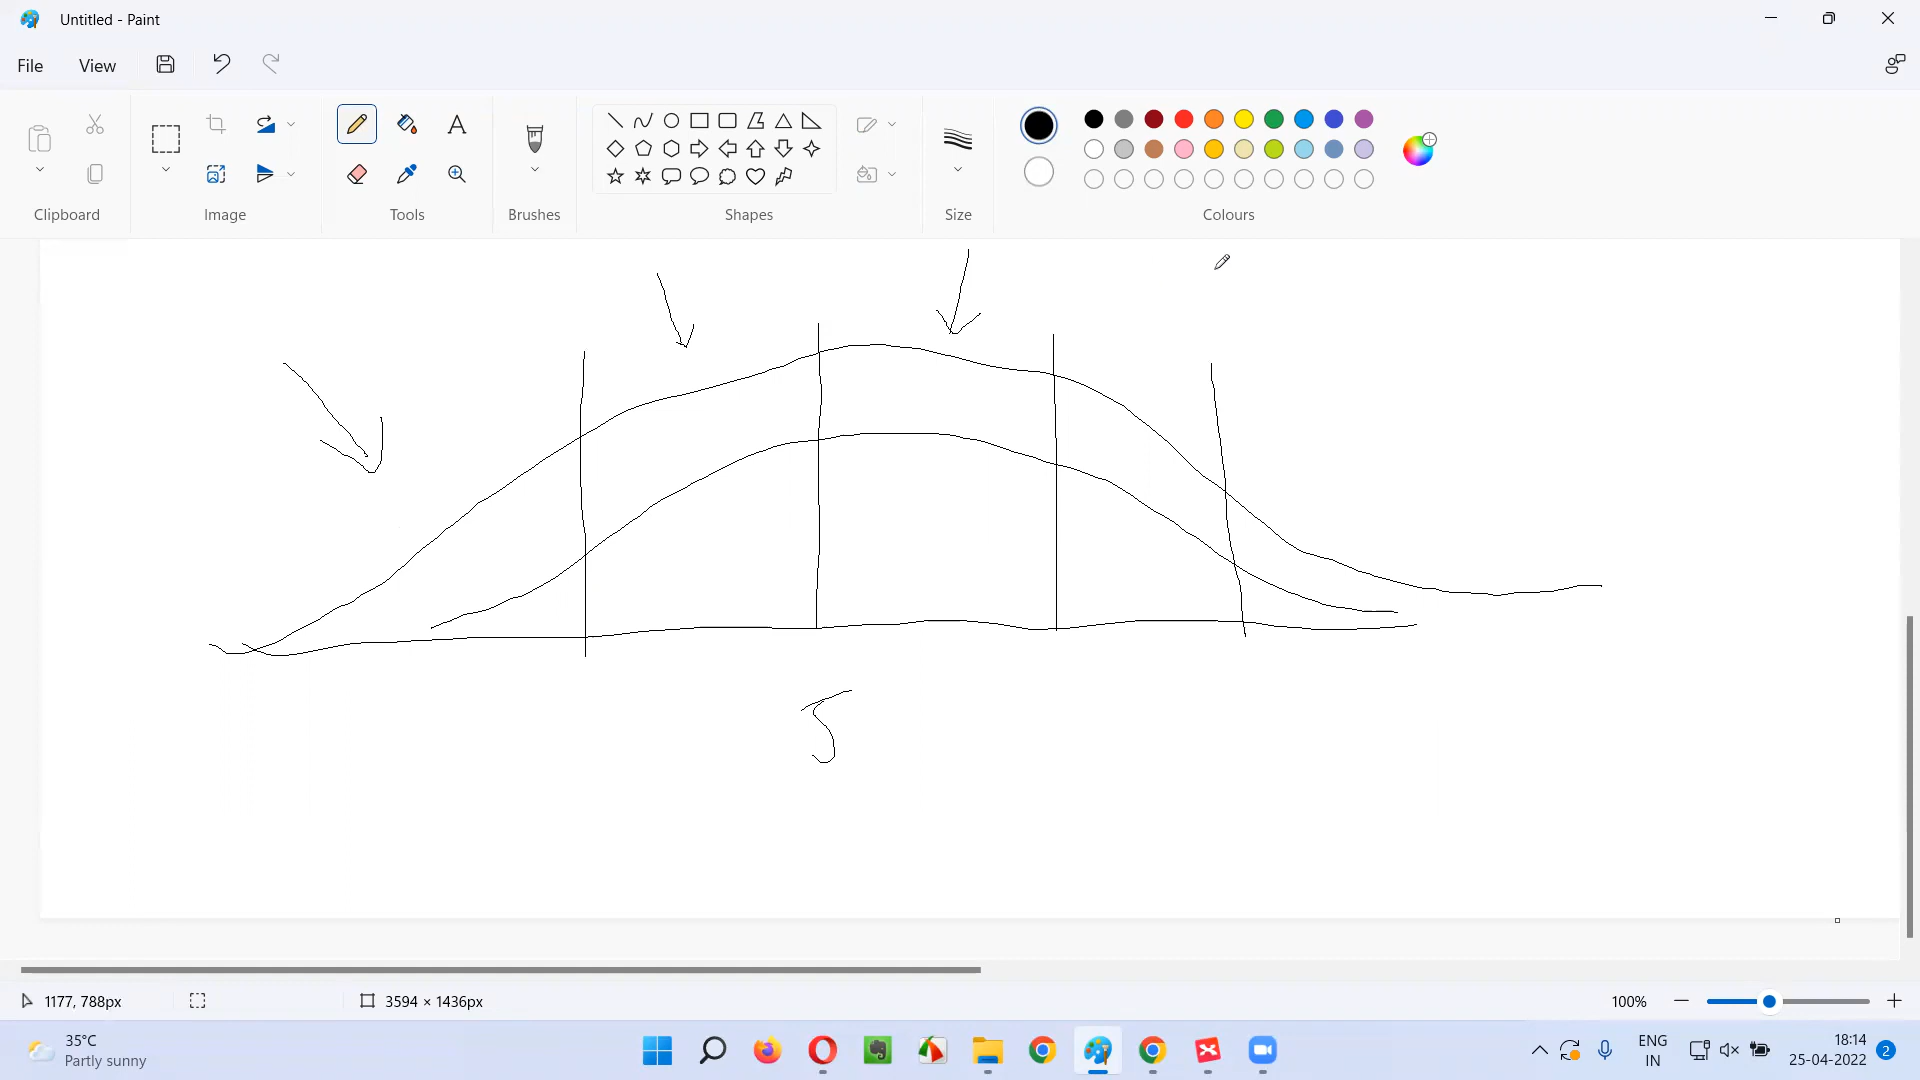 Untitled - Paint
File View
Clipboard Image Tools Brushes Shapes Size Colours
5
1177, 788px 3594 × 1436px 100%
35°C
Partly sunny
ENG
IN
18:14
25-04-2022
2